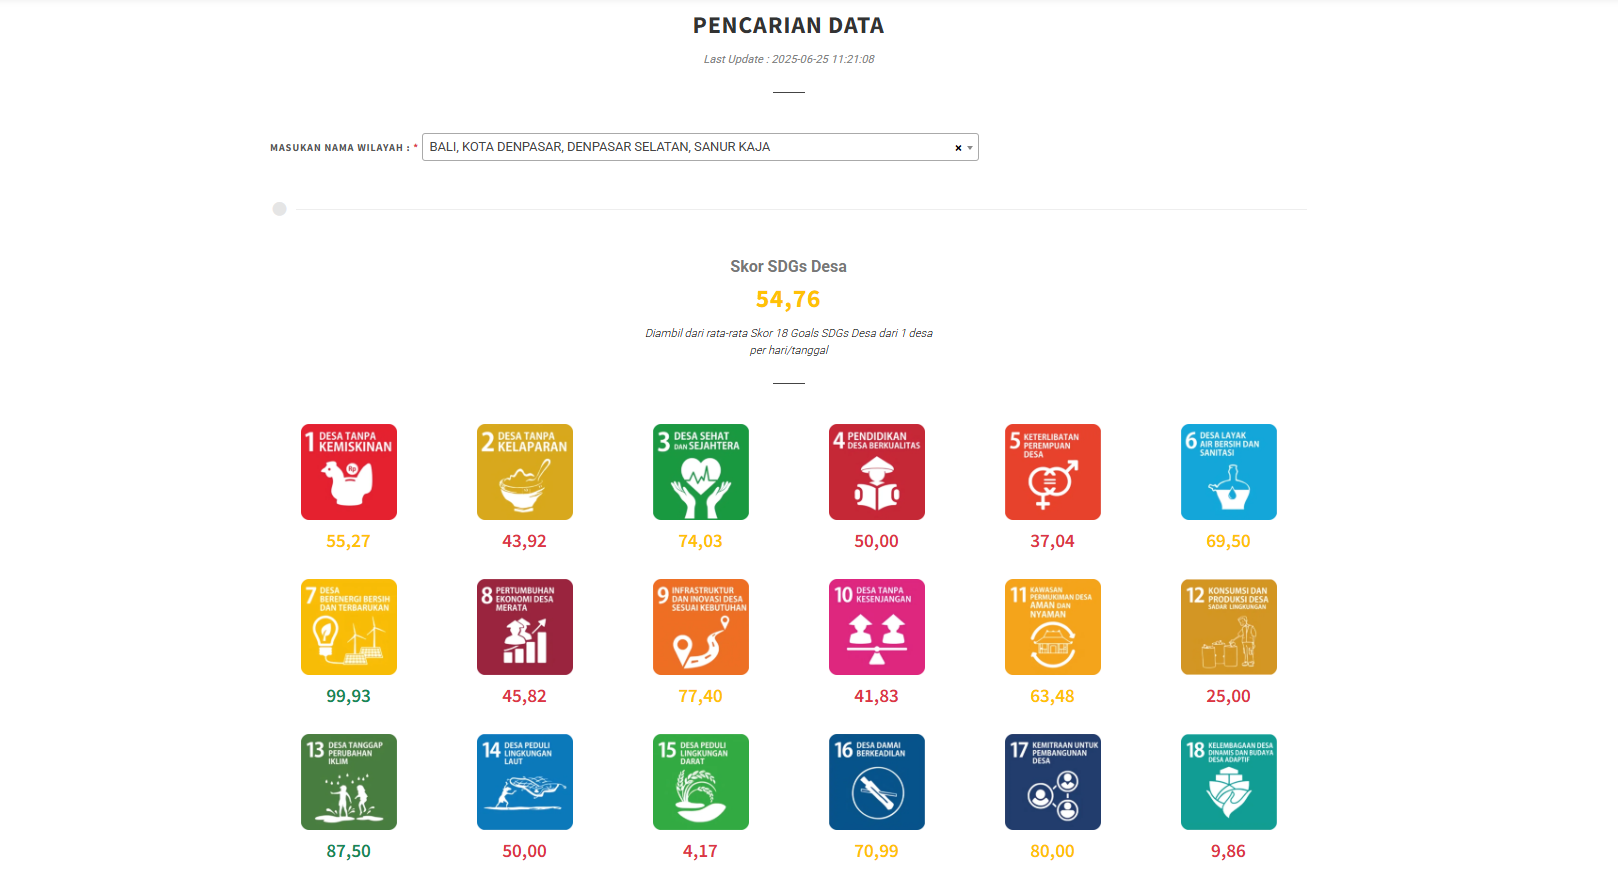 PENCARIAN DATA
Last Update : 2025-06-25 11:21:08
MASUKAN NAMA WILAYAH : * BALI, KOTA DENPASAR, DENPASAR SELATAN, SANUR KAJA × 
Skor SDGs Desa
54,76
Diambil dari rata-rata Skor 18 Goals SDGs Desa dari 1 desa
per hari/tanggal
1 DESA TANPA
KEMISKINAN
Rp
55,27
2 DESA TANPA
KELAPARAN
43,92
3 DESA SEHAT
DAN SEJAHTERA
74,03
4 PENDIDIKAN
DESA BERKUALITAS
50,00
5 KETERLIBATAN
PEREMPUAN
DESA
37,04
6 DESA LAYAK
AIR BERSIH DAN
SANITASI
69,50
7 DESA
BERENERGI BERSIH
DAN TERBARUKAN
99,93
8 PERTUMBUHAN
EKONOMI DESA
MERATA
45,82
9 INFRASTRUKTUR
DAN INOVASI DESA
SESUAI KEBUTUHAN
77,40
10 DESA TANPA
KESENJANGAN
41,83
11 KAWASAN
PERMUKIMAN DESA
AMAN DAN
NYAMAN
63,48
12 KONSUMSI DAN
PRODUKSI DESA
SADAR LINGKUNGAN
25,00
13 DESA TANGGAP
PERUBAHAN
IKLIM
87,50
14 DESA PEDULI
LINGKUNGAN
LAUT
50,00
15 DESA PEDULI
LINGKUNGAN
DARAT
4,17
16 DESA DAMAI
BERKEADILAN
70,99
17 KEMITRAAN UNTUK
PEMBANGUNAN
DESA
80,00
18 KELEMBAGAAN DESA
DINAMIS DAN BUDAYA
DESA ADAPTIF
9,86